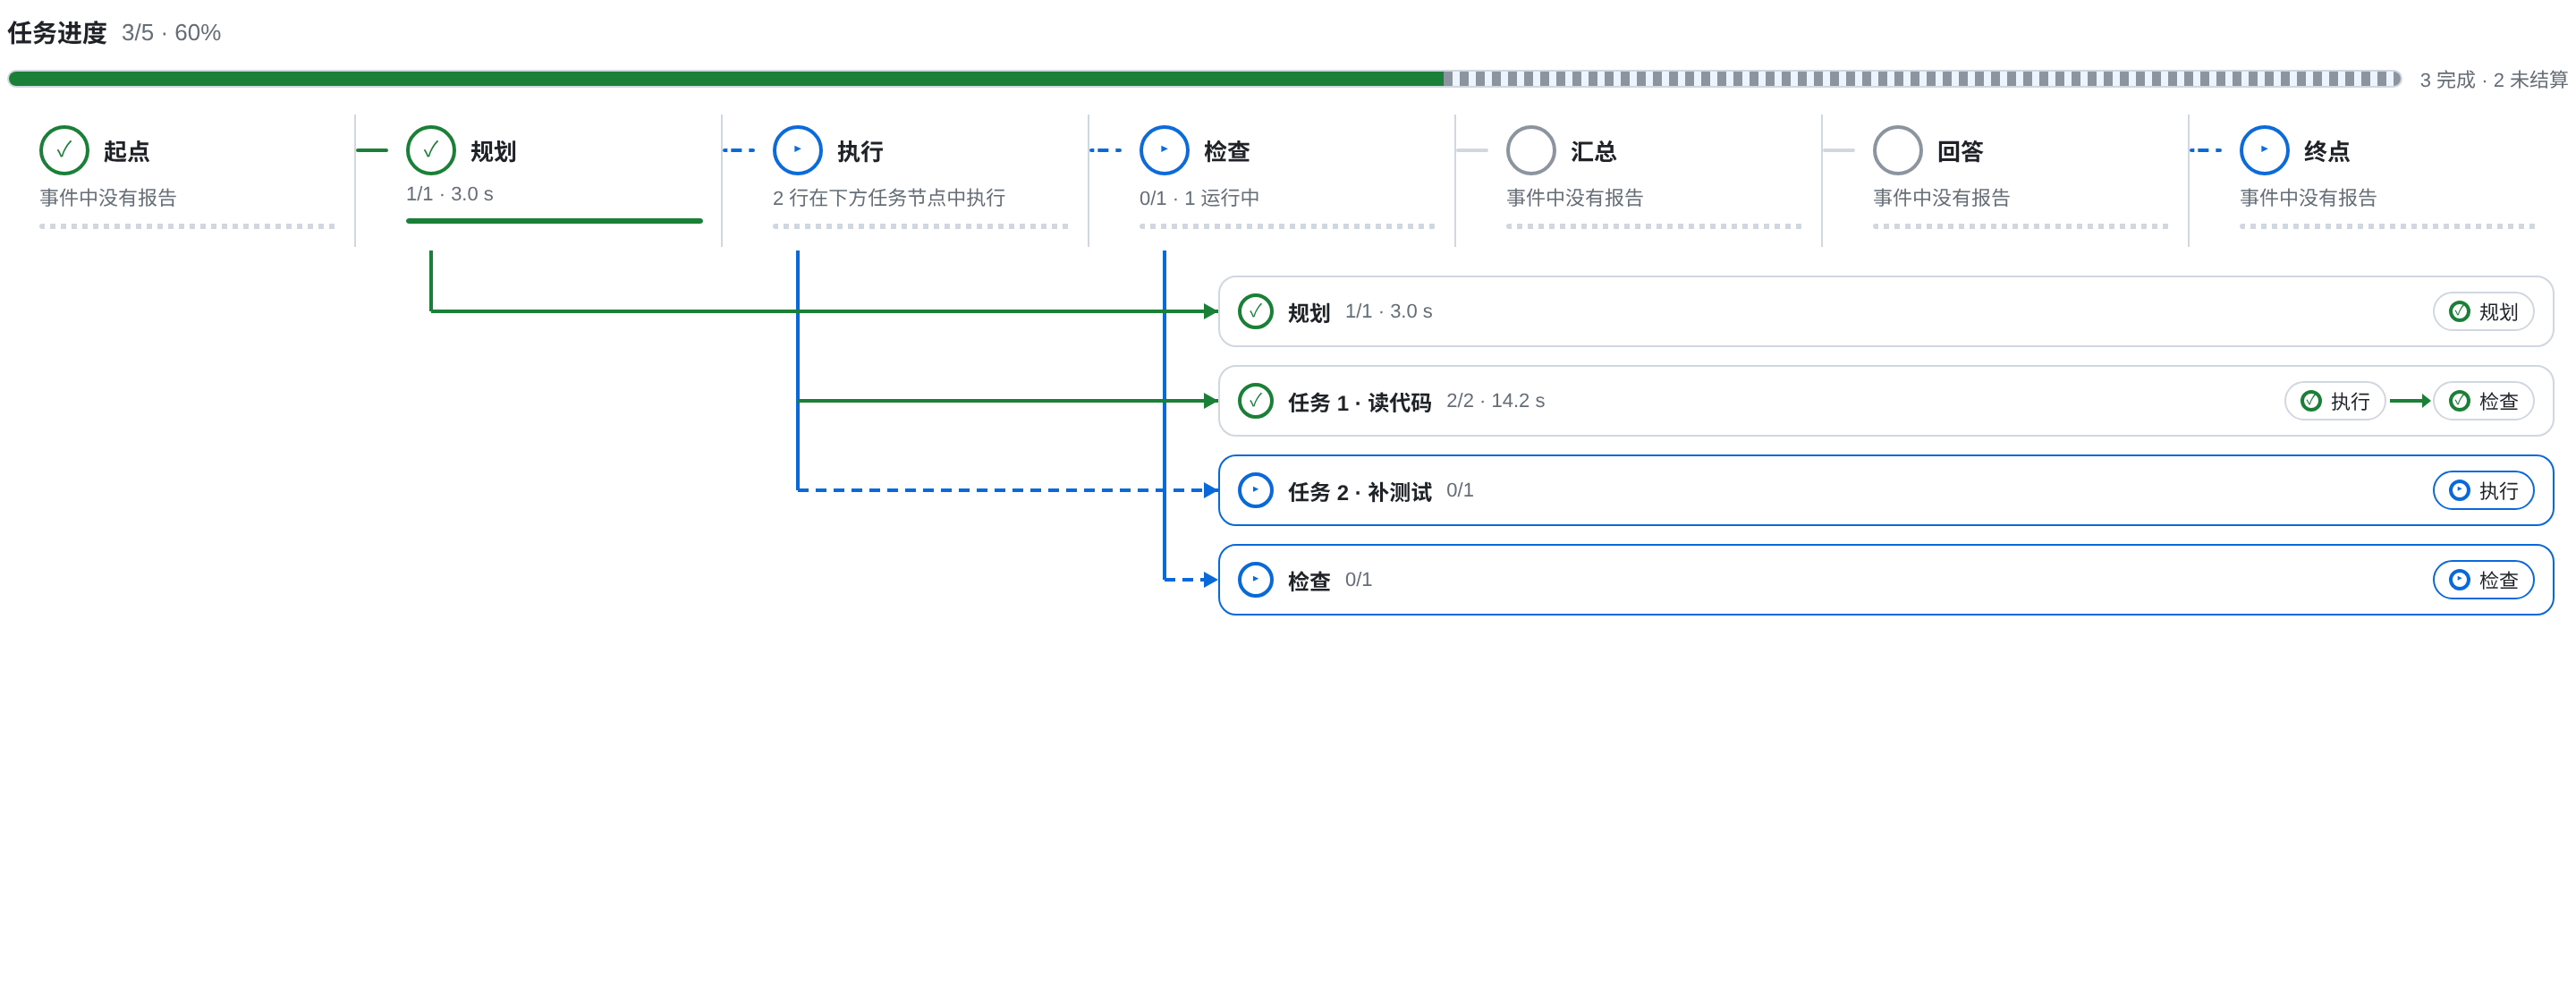 任务进度 3/5 · 60%
3 完成 · 2 未结算
起点
事件中没有报告
规划
1/1 · 3.0 s
执行
2 行在下方任务节点中执行
检查
0/1 · 1 运行中
汇总
事件中没有报告
回答
事件中没有报告
终点
事件中没有报告
规划 1/1 · 3.0 s 规划
任务 1 · 读代码 2/2 · 14.2 s 执行 检查
任务 2 · 补测试 0/1 执行
检查 0/1 检查